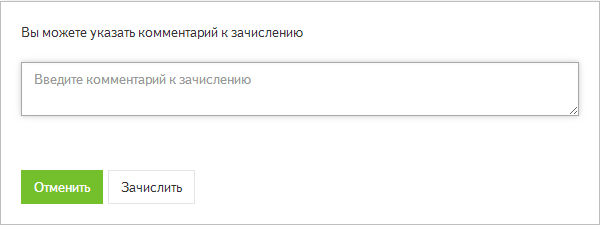 Вы можете указать комментарий к зачислению
Введите комментарий к зачислению
Отменить Зачислить